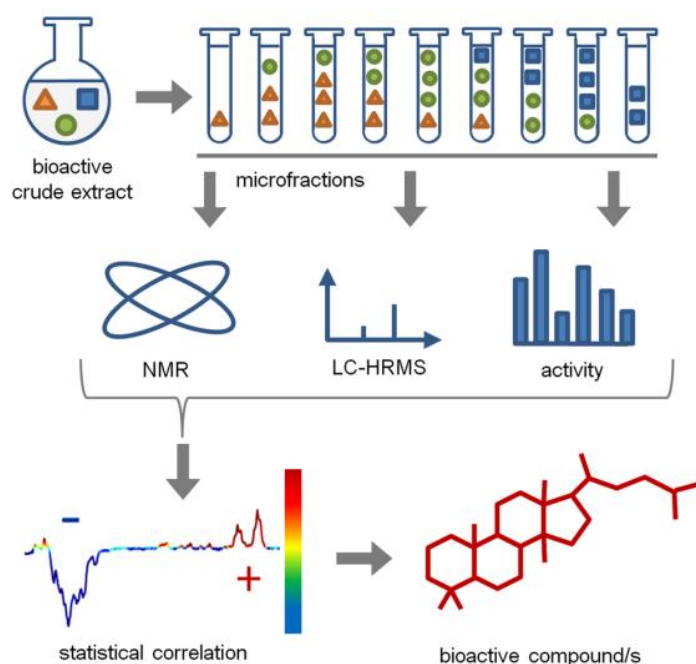 bioactive
crude extract
microfractions
NMR
LC-HRMS
activity
−
+
statistical correlation
bioactive compound/s